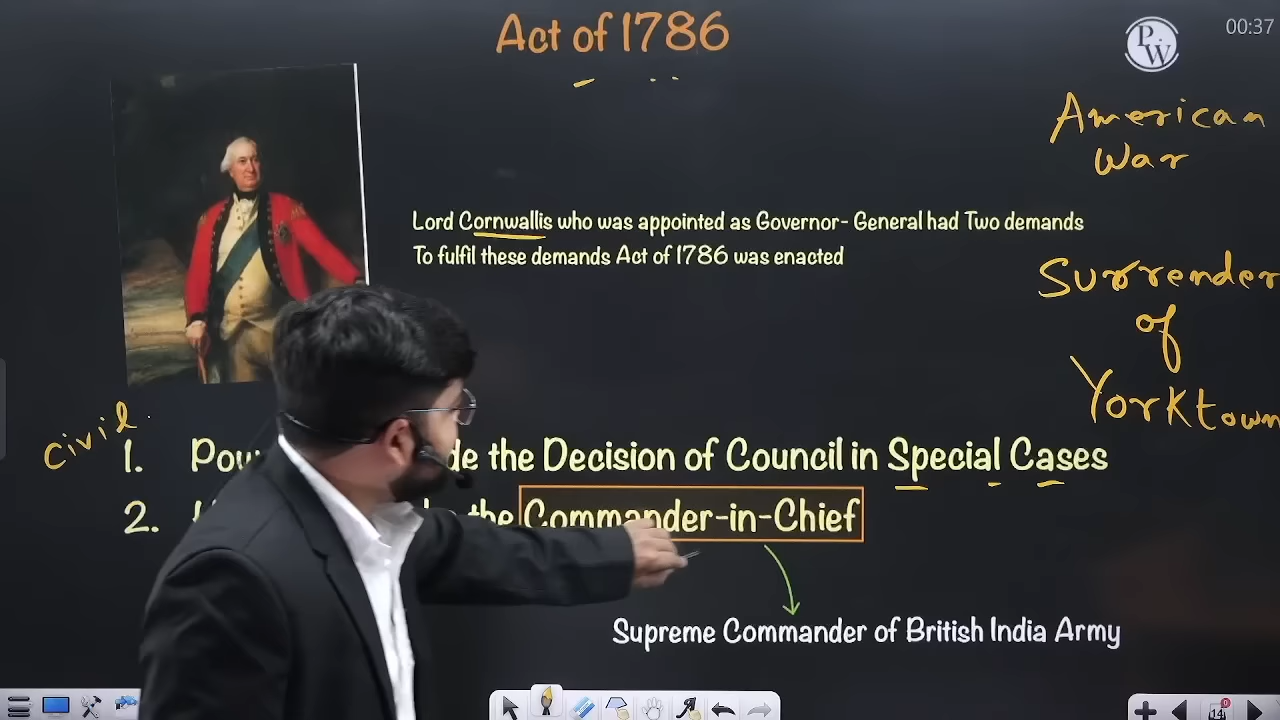 Act of 1786
PW
00:37
American
War
Lord Cornwallis who was appointed as Governor- General had Two demands
To fulfil these demands Act of 1786 was enacted
Surrender
of
Yorktown
civil
1. Pow de the Decision of Council in Special Cases
2. the Commander-in-Chief
Supreme Commander of British India Army